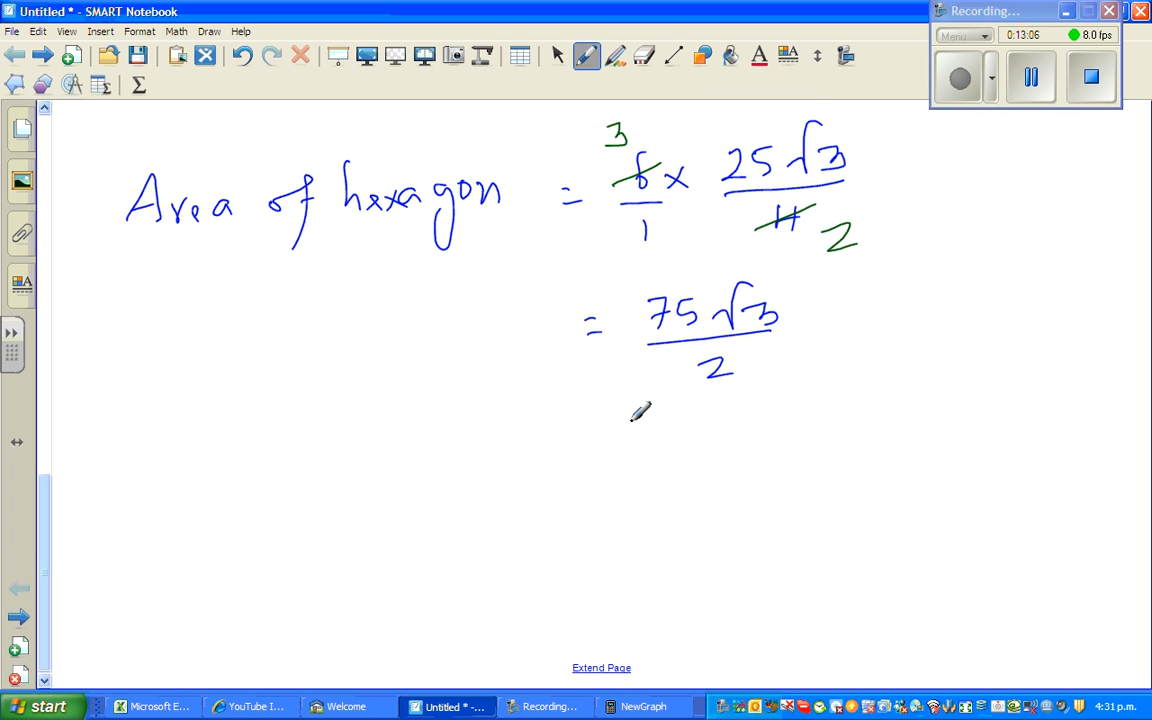 Untitled * - SMART Notebook
Recording...
File Edit View Insert Format Math Draw Help
Menu 0:13:06 8.0 fps
3
Area of hexagon = 6/1 x 25√3/4
2
= 75√3/2
Extend Page
start Microsoft E... YouTube I... Welcome Untitled * -... Recording... NewGraph 4:31 p.m.